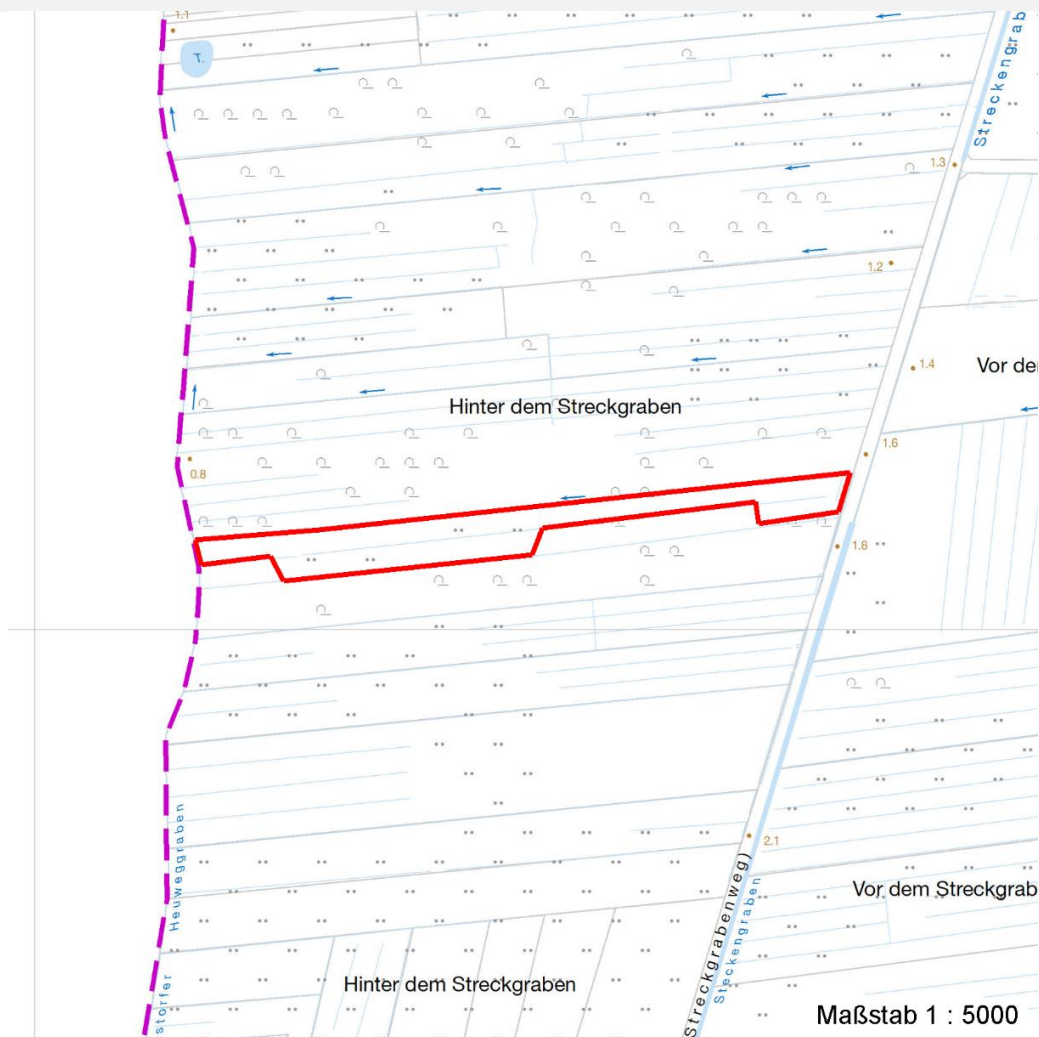 1.1
T.
Streckengrab
1.3
1.2
1.4
Vor de
Hinter dem Streckgraben
1.6
0.8
1.8
2.1
Heuweggraben
Vor dem Streckgrab
Streckgrabenweg)
Steckengraben
Hinter dem Streckgraben
storfer
Maßstab 1 : 5000